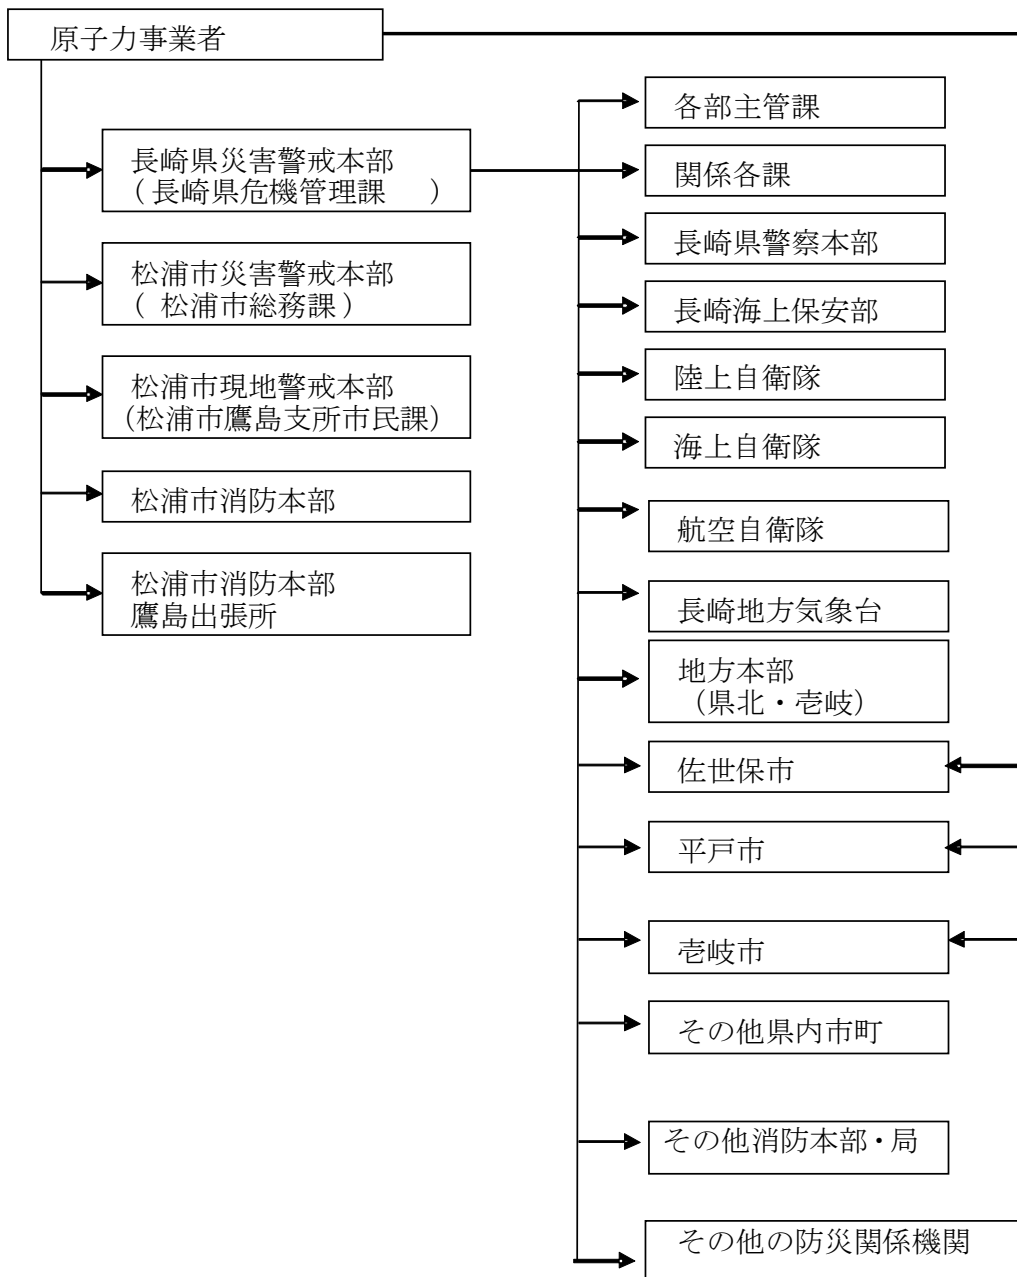 原子力事業者
長崎県災害警戒本部
（長崎県危機管理課　）
松浦市災害警戒本部
（ 松浦市総務課）
松浦市現地警戒本部
（松浦市鷹島支所市民課）
松浦市消防本部
松浦市消防本部
鷹島出張所
各部主管課
関係各課
長崎県警察本部
長崎海上保安部
陸上自衛隊
海上自衛隊
航空自衛隊
長崎地方気象台
地方本部
（県北・壱岐）
佐世保市
平戸市
壱岐市
その他県内市町
その他消防本部・局
その他の防災関係機関